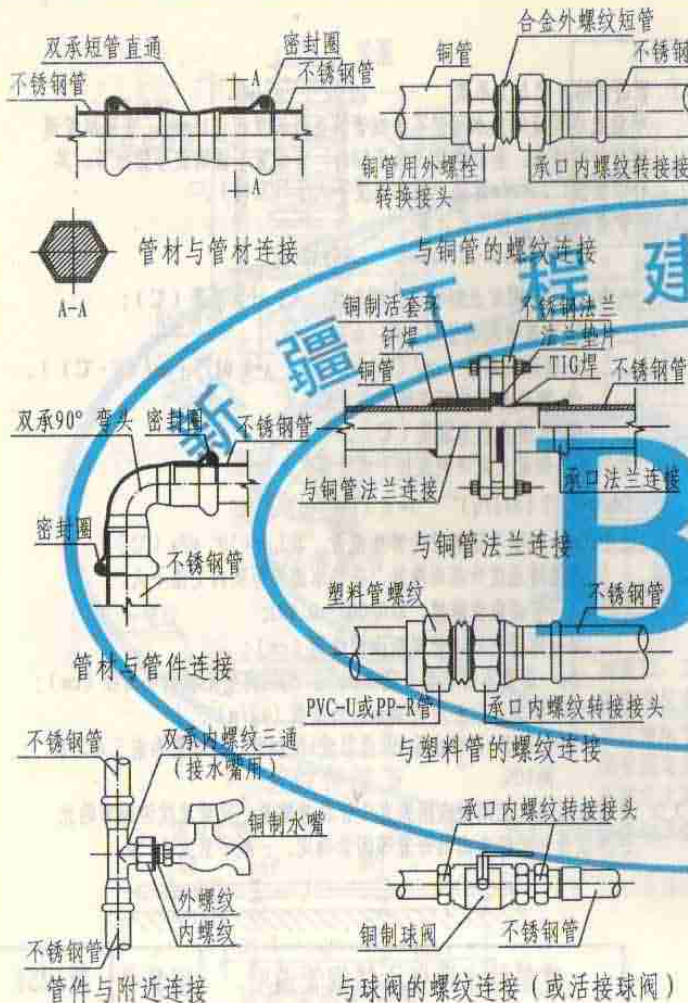 双承短管直通
密封圈
不锈钢管
A
不锈钢管
A
A-A
管材与管材连接
合金外螺纹短管
铜管
不锈钢
铜管用外螺栓
转换接头
承口内螺纹转接接
与铜管的螺纹连接
新疆工程建
B
双承90° 弯头
密封圈
不锈钢管
密封圈
不锈钢管
管材与管件连接
铜制活套环
不锈钢法兰
钎焊
法兰垫片
铜管
TIG焊
不锈钢管
与铜管法兰连接
承口法兰连接
与铜管法兰连接
塑料管螺纹
不锈钢管
PVC-U或PP-R管
承口内螺纹转接接头
与塑料管的螺纹连接
不锈钢管
双承内螺纹三通
(接水嘴用)
铜制水嘴
外螺纹
内螺纹
不锈钢管
管件与附近连接
承口内螺纹转接接头
铜制球阀
不锈钢管
与球阀的螺纹连接(或活接球阀)